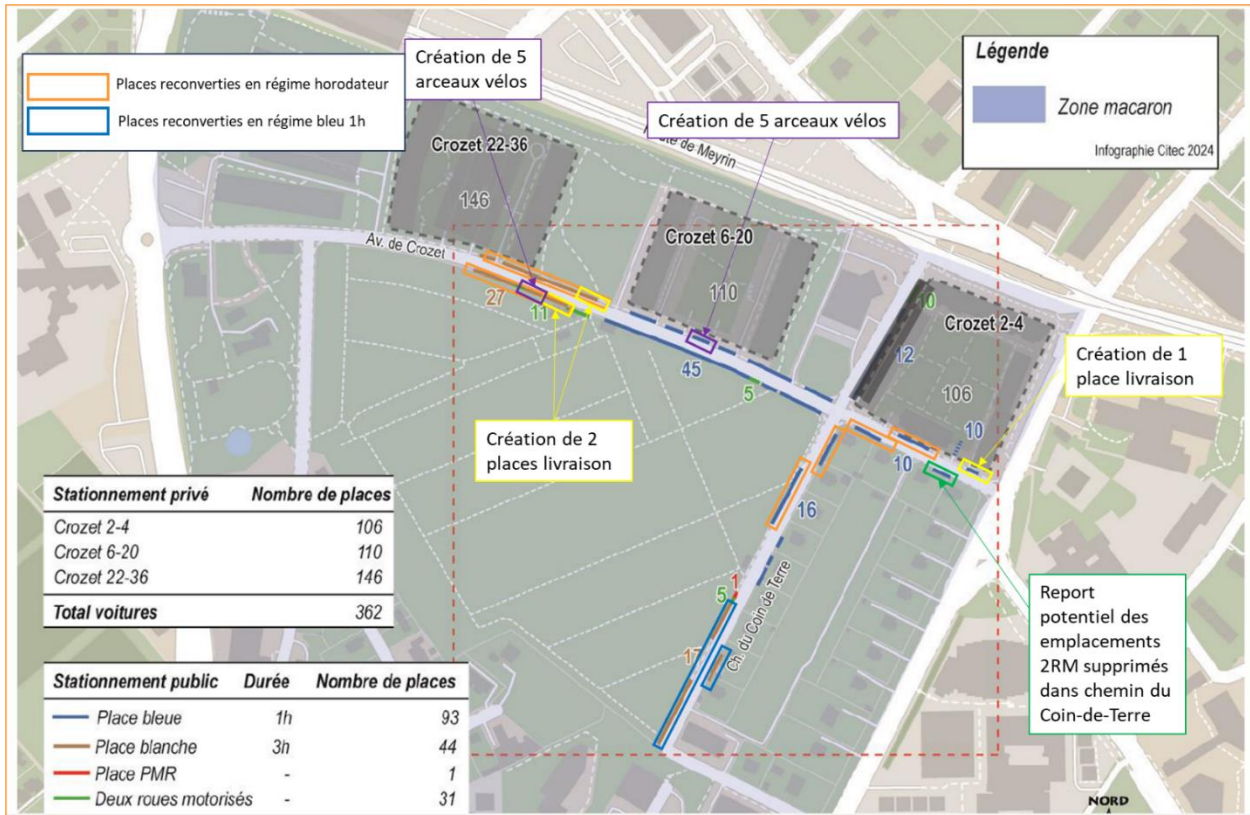 Places reconverties en régime horodateur
Places reconverties en régime bleu 1h
Création de 5
arceaux vélos
Création de 5 arceaux vélos
Légende
Zone macaron
Infographie Citec 2024
de Meyrin
Crozet 22-36
146
Av. de Crozet
Crozet 6-20
110
27
11
45
5
10
Crozet 2-4
12
106
10
10
Création de 1
place livraison
Création de 2
places livraison
16
1
5
17
Ch. du Coin de Terre
Report
potentiel des
emplacements
2RM supprimés
dans chemin du
Coin-de-Terre
Stationnement privé Nombre de places
Crozet 2-4 106
Crozet 6-20 110
Crozet 22-36 146
Total voitures 362
Stationnement public Durée Nombre de places
Place bleue 1h 93
Place blanche 3h 44
Place PMR - 1
Deux roues motorisés - 31
NORD